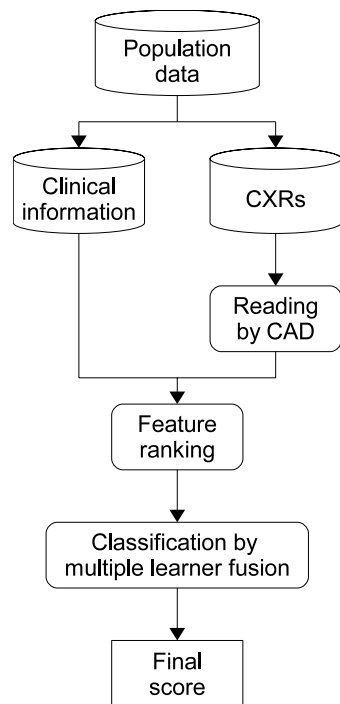 Population
data
Clinical
information
CXRs
Reading
by CAD
Feature
ranking
Classification by
multiple learner fusion
Final
score